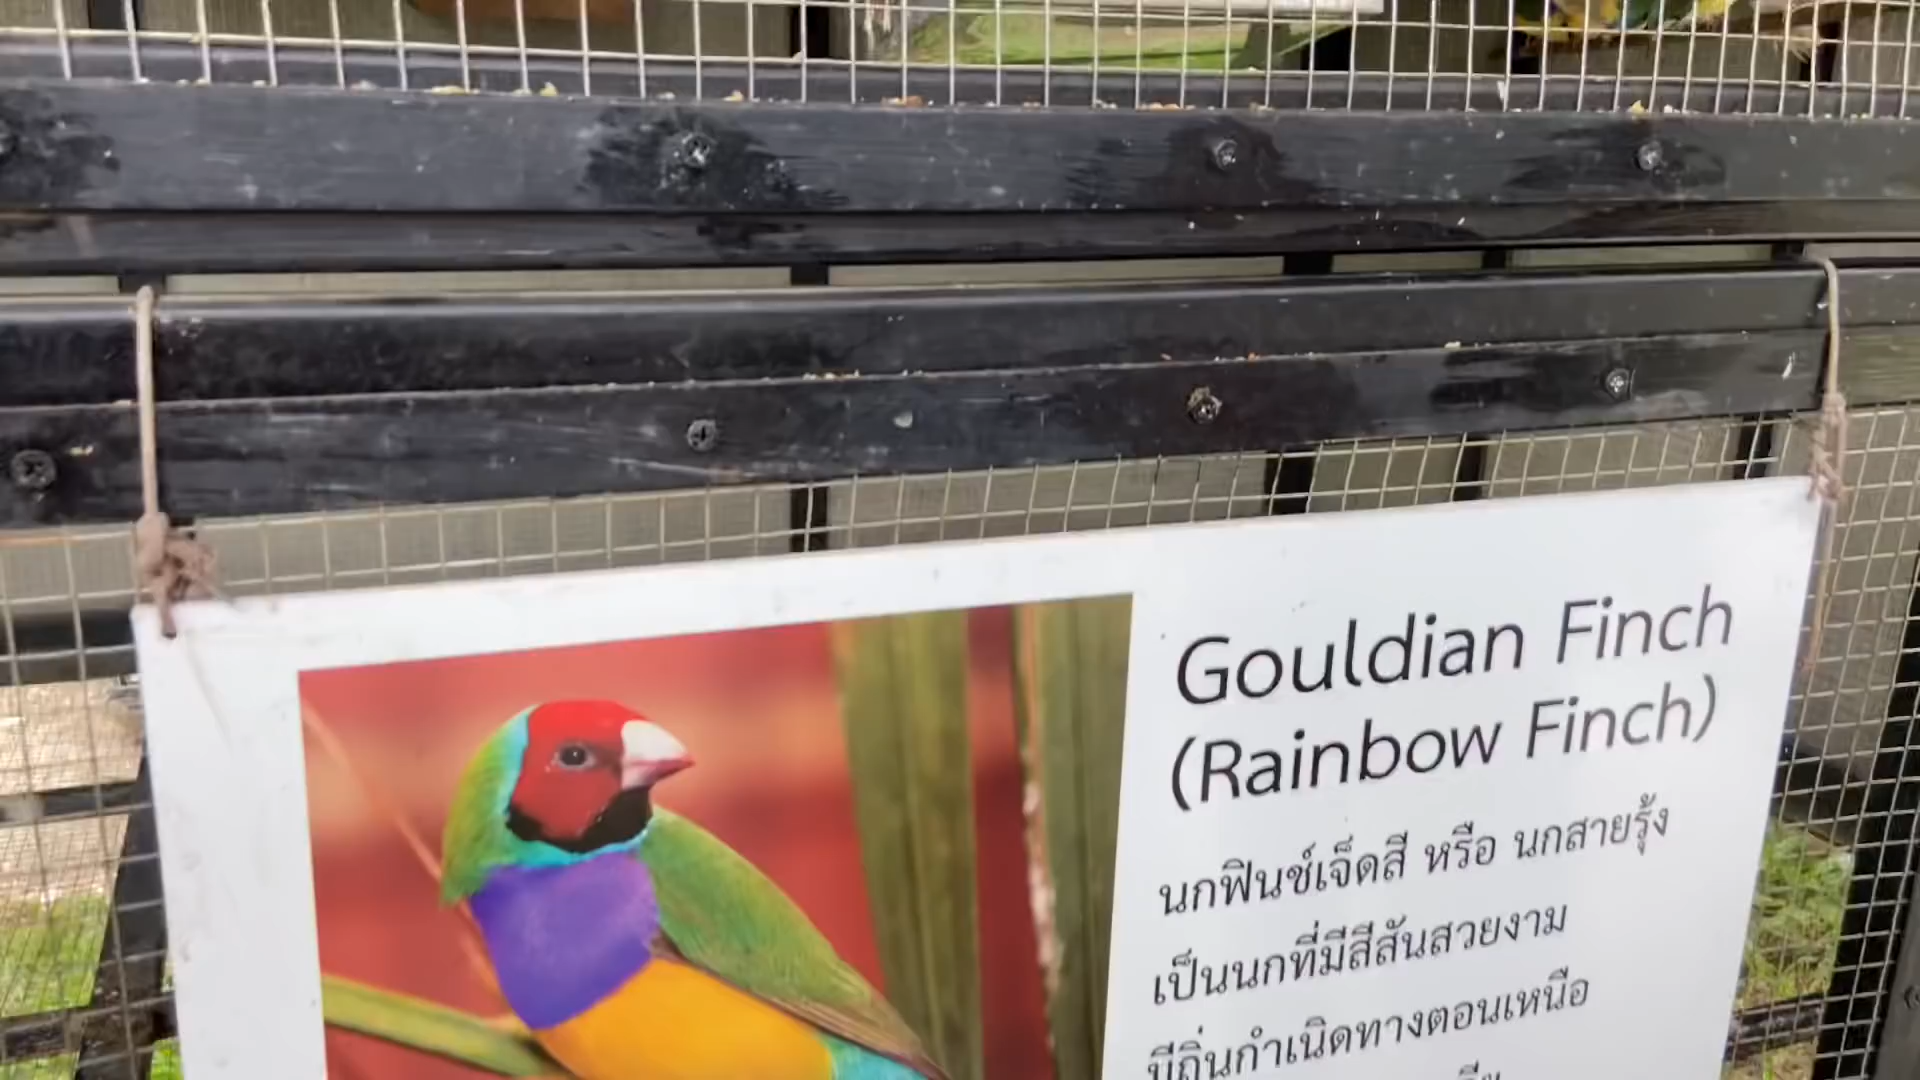 Gouldian Finch
(Rainbow Finch)
นกฟินซ์เจ็ดสี หรือ นกสายรุ้ง
เป็นนกที่มีสีสันสวยงาม
มีถิ่นกำเนิดทางตอนเหนือ